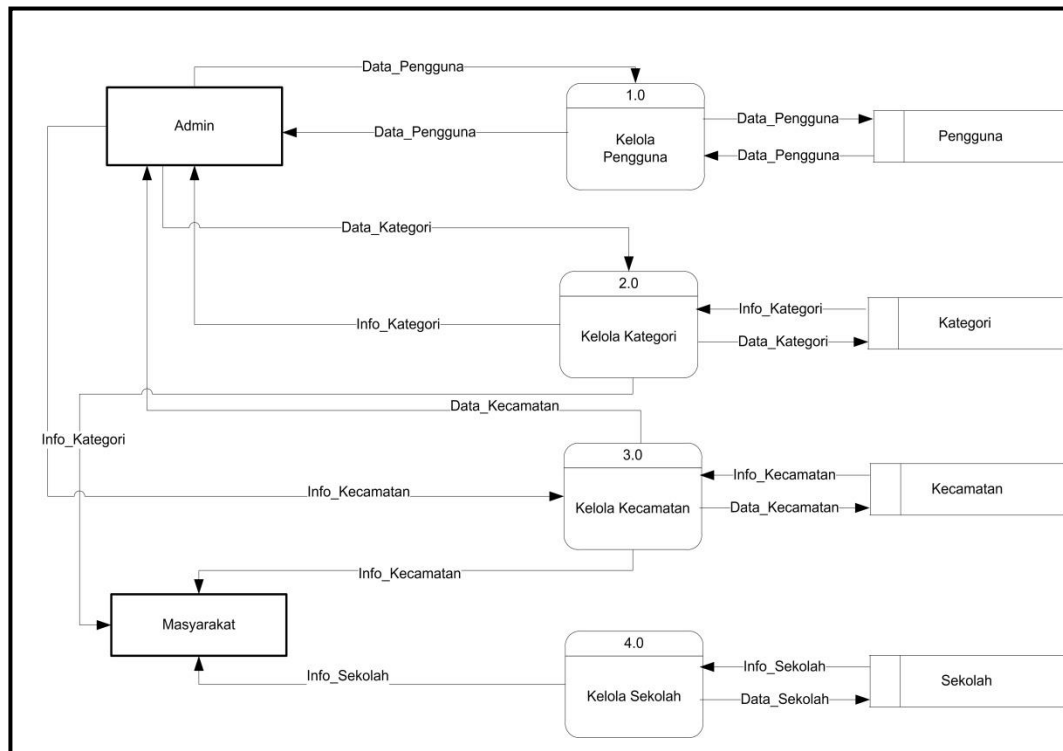 Data_Pengguna
1.0
Admin
Data_Pengguna
Data_Pengguna
Kelola
Pengguna
Pengguna
Data_Pengguna
Data_Kategori
2.0
Info_Kategori
Info_Kategori
Kategori
Kelola Kategori
Data_Kategori
Data_Kecamatan
Info_Kategori
3.0
Info_Kecamatan
Info_Kecamatan
Kelola Kecamatan
Kecamatan
Data_Kecamatan
Info_Kecamatan
Masyarakat
4.0
Info_Sekolah
Info_Sekolah
Kelola Sekolah
Sekolah
Data_Sekolah